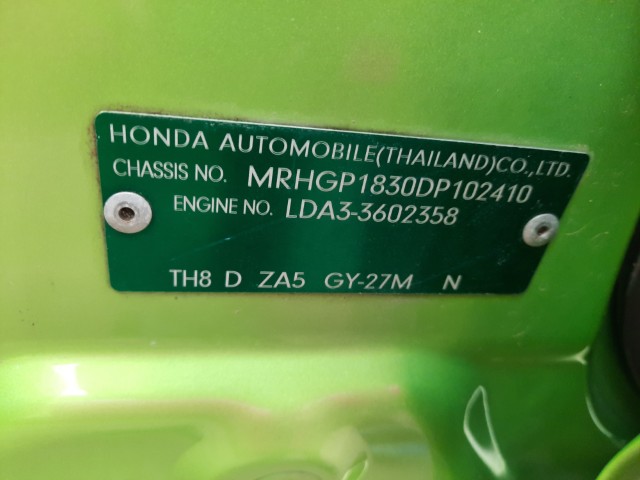 HONDA AUTOMOBILE(THAILAND)CO.,LTD.
CHASSIS NO. MRHGP1830DP102410
ENGINE NO. LDA3-3602358
TH8 D ZA5 GY-27M N